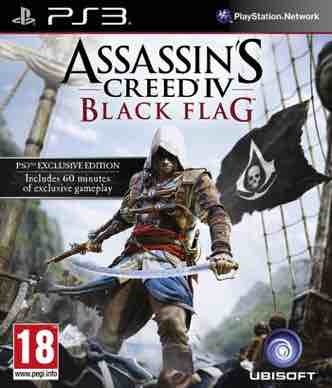 PS3
PlayStation.Network
ASSASSIN'S
CREED IV
BLACK FLAG
PS3™ EXCLUSIVE EDITION
Includes 60 minutes
of exclusive gameplay
18
www.pegi.info
UBISOFT